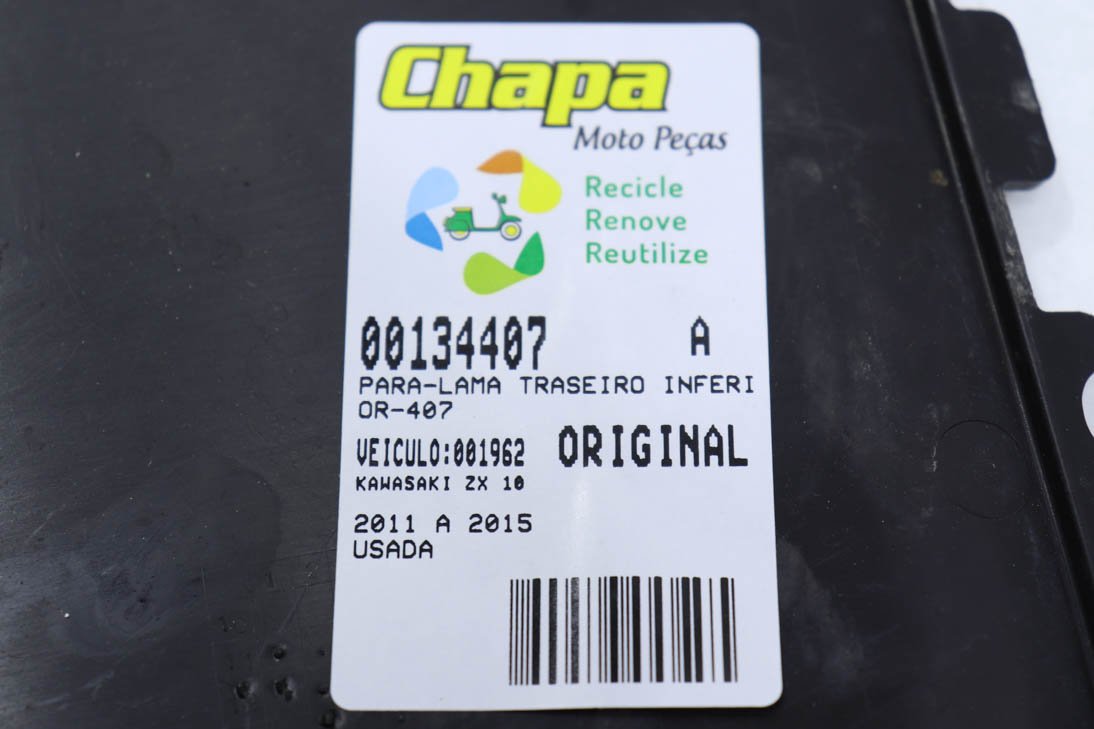 Chapa
Moto Peças
Recicle
Renove
Reutilize
00134407 A
PARA-LAMA TRASEIRO INFERI
OR-407
VEICULO:001962 ORIGINAL
KAWASAKI ZX 10
2011 A 2015
USADA